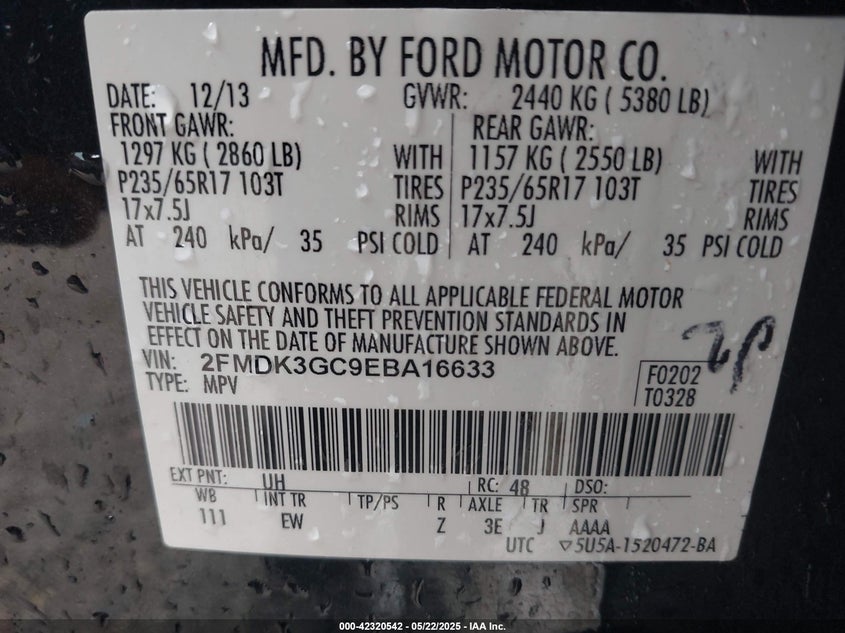 MFD. BY FORD MOTOR CO.
DATE: 12/13 GVWR: 2440 KG ( 5380 LB)
FRONT GAWR: REAR GAWR:
1297 KG ( 2860 LB) WITH 1157 KG ( 2550 LB) WITH
P235/65R17 103T TIRES P235/65R17 103T TIRES
17x7.5J RIMS 17x7.5J RIMS
AT 240 kPa/ 35 PSI COLD AT 240 kPa/ 35 PSI COLD
THIS VEHICLE CONFORMS TO ALL APPLICABLE FEDERAL MOTOR
VEHICLE SAFETY AND THEFT PREVENTION STANDARDS IN
EFFECT ON THE DATE OF MANUFACTURE SHOWN ABOVE.
VIN: 2FMDK3GC9EBA16633
TYPE: MPV
F0202
T0328
EXT PNT: UH RC: 48 DSO:
WB INT TR TP/PS R AXLE TR SPR
111 EW Z 3E J AAAA
UTC ▽5U5A-1520472-BA
000-42320542 - 05/22/2025 - IAA Inc.